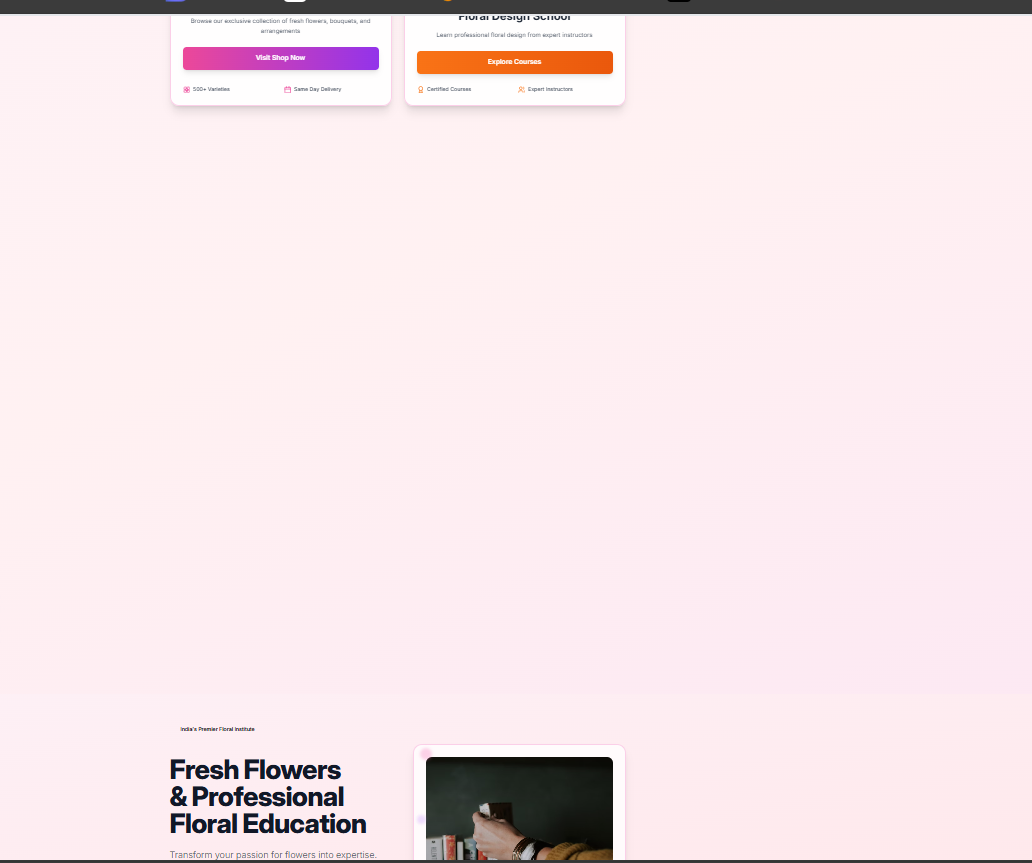 Browse our exclusive collection of fresh flowers, bouquets, and
arrangements
Visit Shop Now
500+ Varieties
Same Day Delivery
Floral Design School
Learn professional floral design from expert instructors
Explore Courses
Certified Courses
Expert Instructors
India's Premier Floral Institute
Fresh Flowers
& Professional
Floral Education
Transform your passion for flowers into expertise.